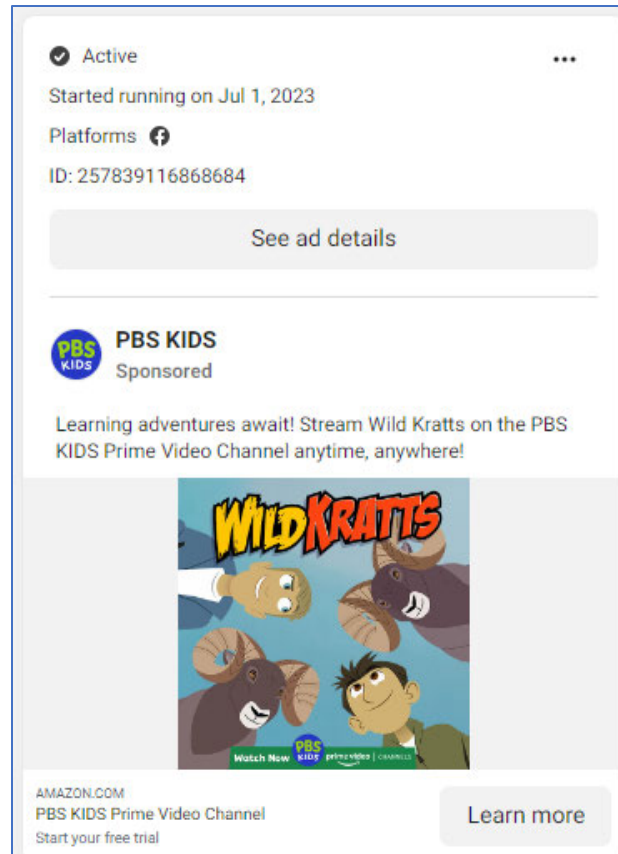 Active
Started running on Jul 1, 2023
Platforms
ID: 257839116868684
See ad details
PBS KIDS
PBS KIDS
Sponsored
Learning adventures await! Stream Wild Kratts on the PBS
KIDS Prime Video Channel anytime, anywhere!
WILD KRATTS
Watch Now PBS KIDS prime video | CHANNELS
AMAZON.COM
PBS KIDS Prime Video Channel
Start your free trial
Learn more